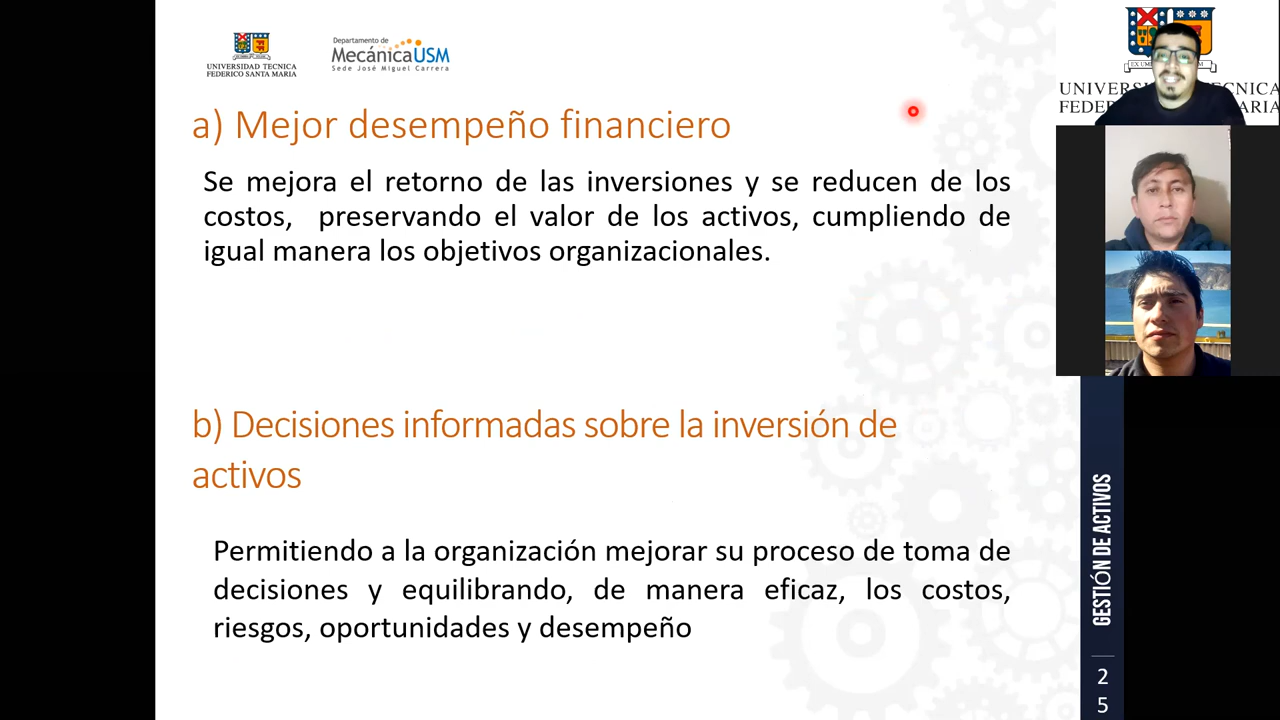 UNIVERSIDAD TECNICA
FEDERICO SANTA MARIA
Departamento de
MecánicaUSM
Sede José Miguel Carrera
a) Mejor desempeño financiero
Se mejora el retorno de las inversiones y se reducen de los
costos, preservando el valor de los activos, cumpliendo de
igual manera los objetivos organizacionales.
b) Decisiones informadas sobre la inversión de
activos
Permitiendo a la organización mejorar su proceso de toma de
decisiones y equilibrando, de manera eficaz, los costos,
riesgos, oportunidades y desempeño
GESTIÓN DE ACTIVOS
2
5